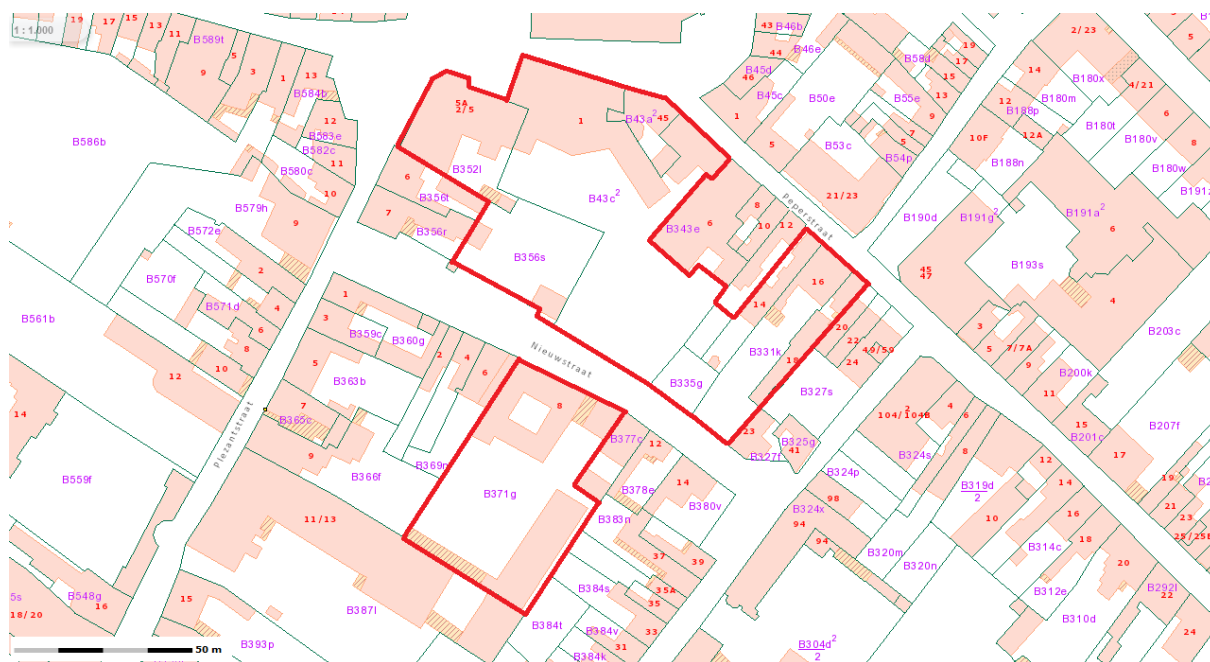 1 : 1.000
19
17
15
13
11
B589t
5
9
3
1
13
B584b
12
B583e
B582c
11
B580c
10
B586b
B579h
9
B572e
2
B570f
B571d
4
6
8
10
12
B561b
14
B559f
B548g
16
18/20
15
B393p
50 m
Plezantstraat
5A
2/5
1
B43a²
45
B352l
6
B356t
7
B356r
B43c²
B356s
B343e
6
8
10
12
Peperstraat
14
16
18
B331k
B335g
20
22
24
49/59
B327s
23
B327f
B325g
41
Nieuwstraat
1
3
B359c
B360g
2
4
6
5
B363b
7
B365c
9
B366f
B369n
11/13
B387l
8
B371g
B377c
12
B378e
14
B380v
B383n
37
39
B384s
35A
35
B384t
B384v
33
31
B384k
43
B46b
44
B46e
B45d
46
B45c
B50e
1
5
B53c
21/23
B58d
19
17
15
13
B55e
9
7
5
B54p
2/23
14
B180x
B180m
12
B188p
4/21
6
10F
12A
B180t
B180v
8
B188n
B180w
B190d
B191g²
B191a²
6
45
47
B193s
4
3
5
7/7A
9
B200k
11
B203c
15
B201c
17
B207f
19
21
23
25/25B
2
104/104B
4
6
8
B324s
B324p
B319d
2
98
B324x
94
94
10
12
14
16
18
B320m
B320n
B314c
B312e
20
B310d
B292l
22
24
B304d²
2